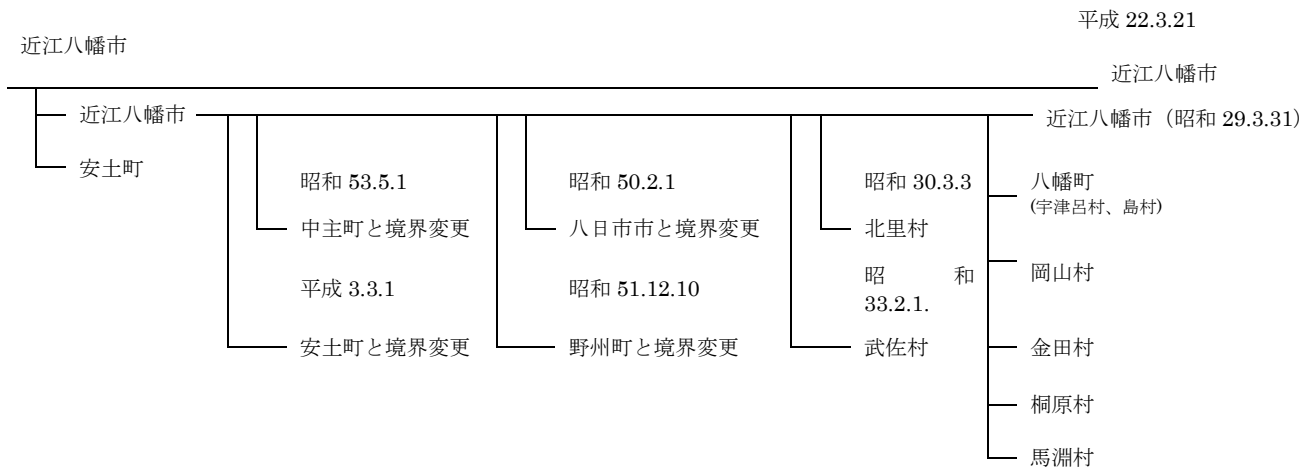 平成 22.3.21
近江八幡市
近江八幡市
近江八幡市
近江八幡市（昭和 29.3.31）
安土町
昭和 53.5.1
中主町と境界変更
平成 3.3.1
安土町と境界変更
昭和 50.2.1
八日市市と境界変更
昭和 51.12.10
野州町と境界変更
昭和 30.3.3
北里村
昭 和
33.2.1.
武佐村
八幡町
(宇津呂村、島村)
岡山村
金田村
桐原村
馬淵村